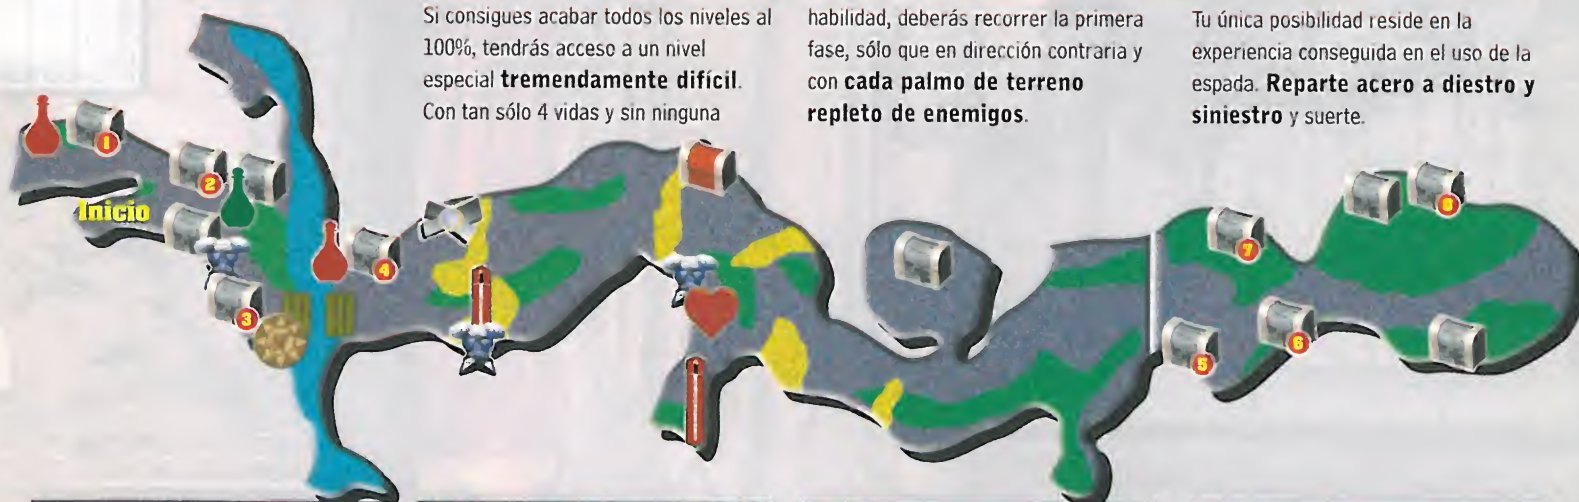 Si consigues acabar todos los niveles al
100%, tendrás acceso a un nivel
especial tremendamente difícil.
Con tan sólo 4 vidas y sin ninguna
habilidad, deberás recorrer la primera
fase, sólo que en dirección contraria y
con cada palmo de terreno
repleto de enemigos.
Tu única posibilidad reside en la
experiencia conseguida en el uso de la
espada. Reparte acero a diestro y
siniestro y suerte.
1
2
Inicio
3
4
5
6
7
8